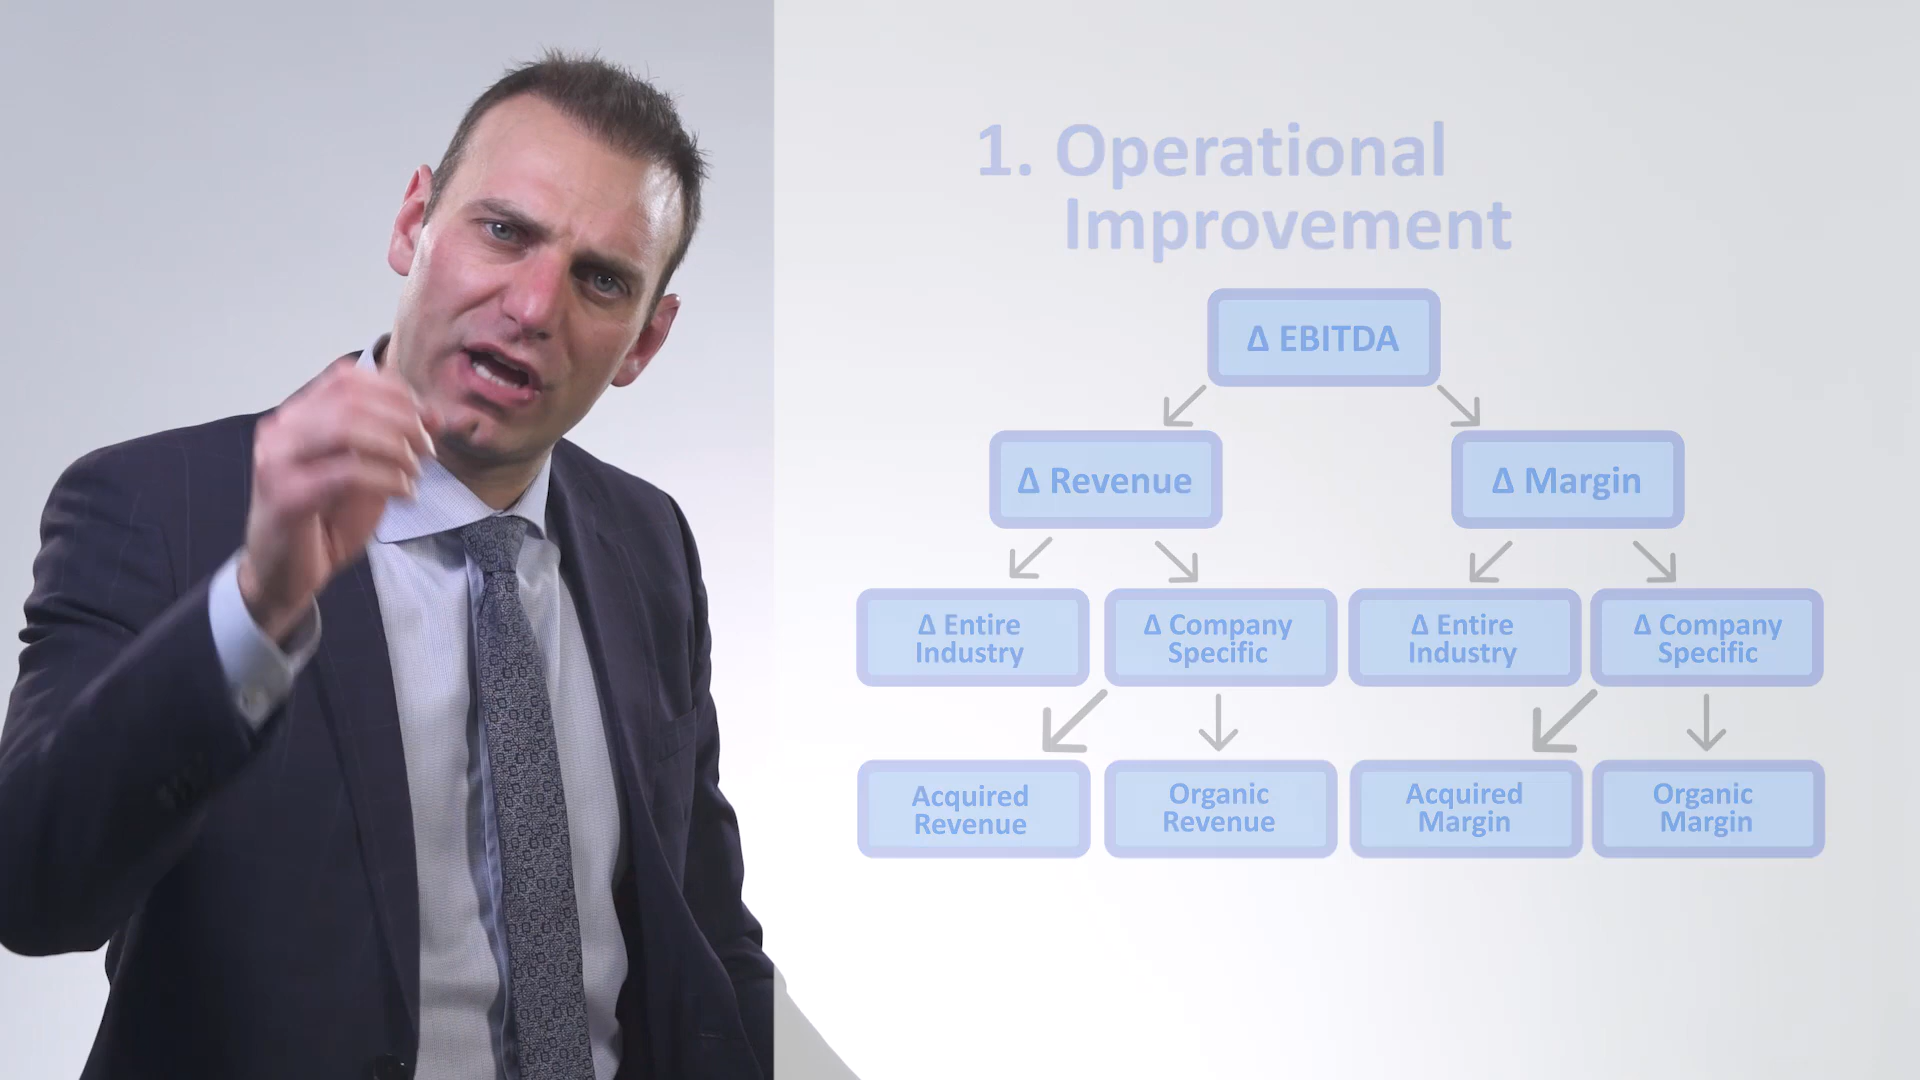 1. Operational
Improvement
Δ EBITDA
Δ Revenue
Δ Margin
Δ Entire
Industry
Δ Company
Specific
Δ Entire
Industry
Δ Company
Specific
Acquired
Revenue
Organic
Revenue
Acquired
Margin
Organic
Margin